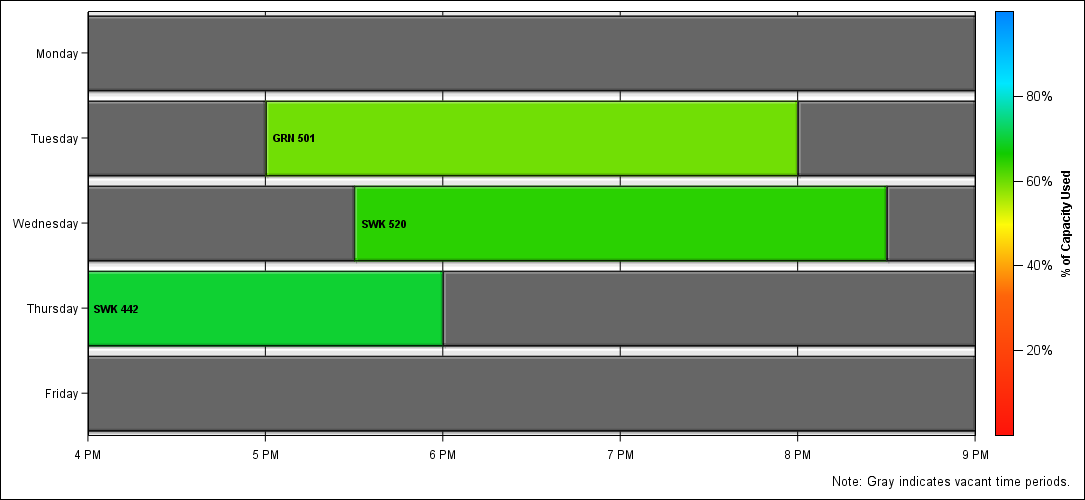 Monday
Tuesday
GRN 501
Wednesday
SWK 520
Thursday
SWK 442
Friday
4 PM 5 PM 6 PM 7 PM 8 PM 9 PM
80%
60%
40%
20%
% of Capacity Used
Note: Gray indicates vacant time periods.